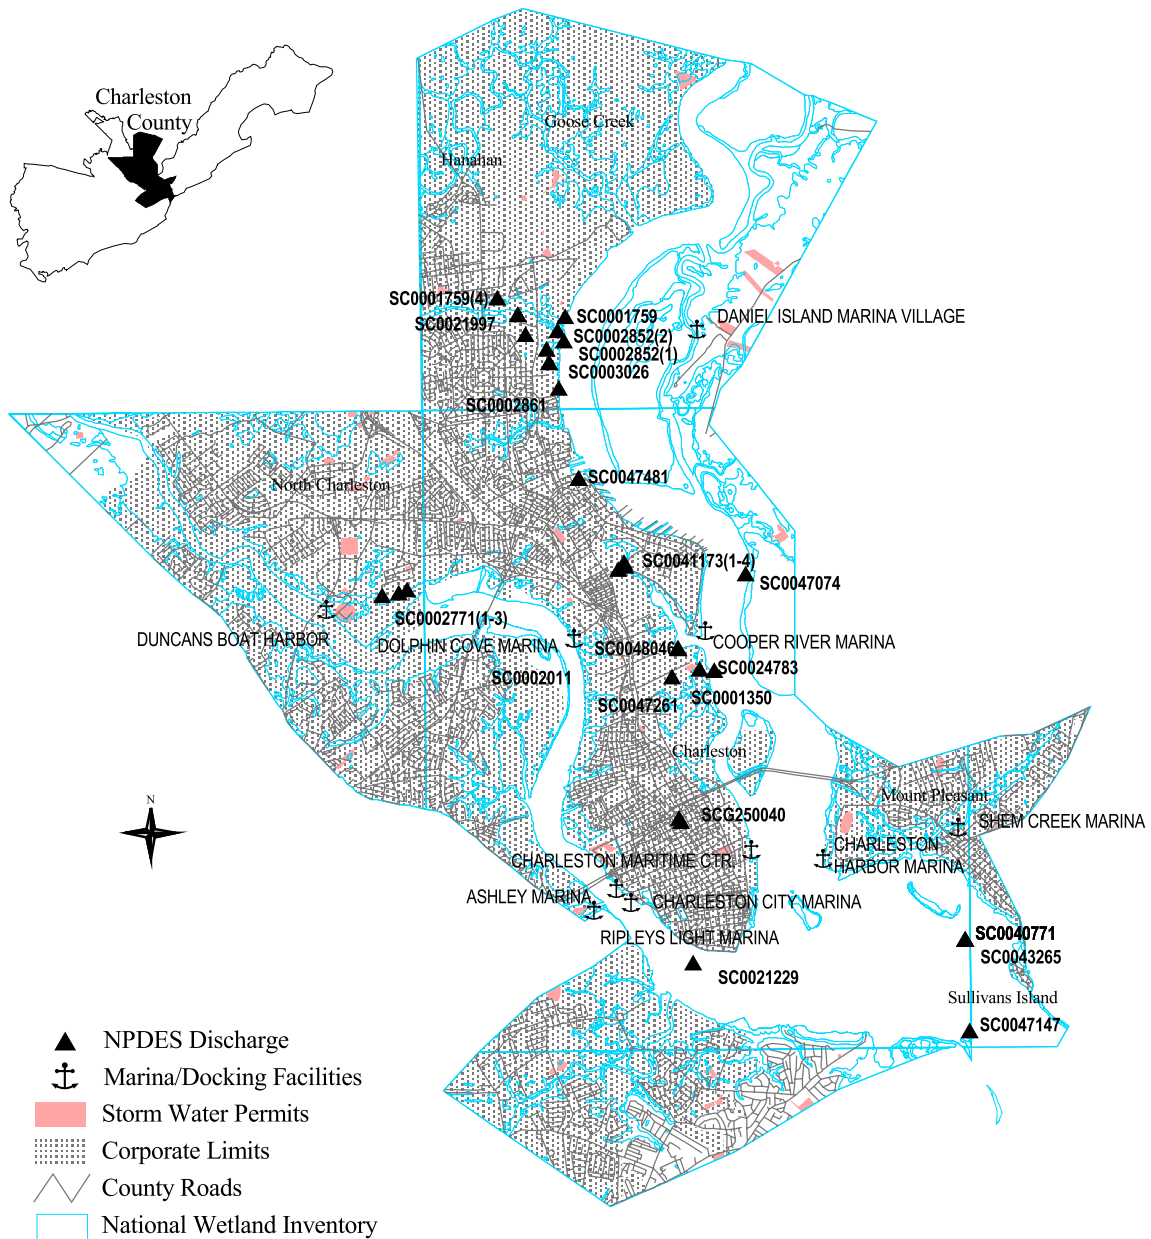 Charleston
County
Goose Creek
Hanahan
SC0001759(4)
SC0021997
SC0001759
DANIEL ISLAND MARINA VILLAGE
SC0002852(2)
SC0002852(1)
SC0003026
SC0002861
SC0047481
North Charleston
SC0041173(1-4)
SC0047074
SC0002771(1-3)
DUNCANS BOAT HARBOR
DOLPHIN COVE MARINA
SC0048046
COOPER RIVER MARINA
SC0002011
SC0024783
SC0047261
SC0001350
Charleston
Mount Pleasant
N
SCG250040
SHEM CREEK MARINA
CHARLESTON
HARBOR MARINA
CHARLESTON MARITIME CTR.
ASHLEY MARINA
CHARLESTON CITY MARINA
RIPLEYS LIGHT MARINA
SC0040771
SC0043265
SC0021229
Sullivans Island
SC0047147
NPDES Discharge
Marina/Docking Facilities
Storm Water Permits
Corporate Limits
County Roads
National Wetland Inventory